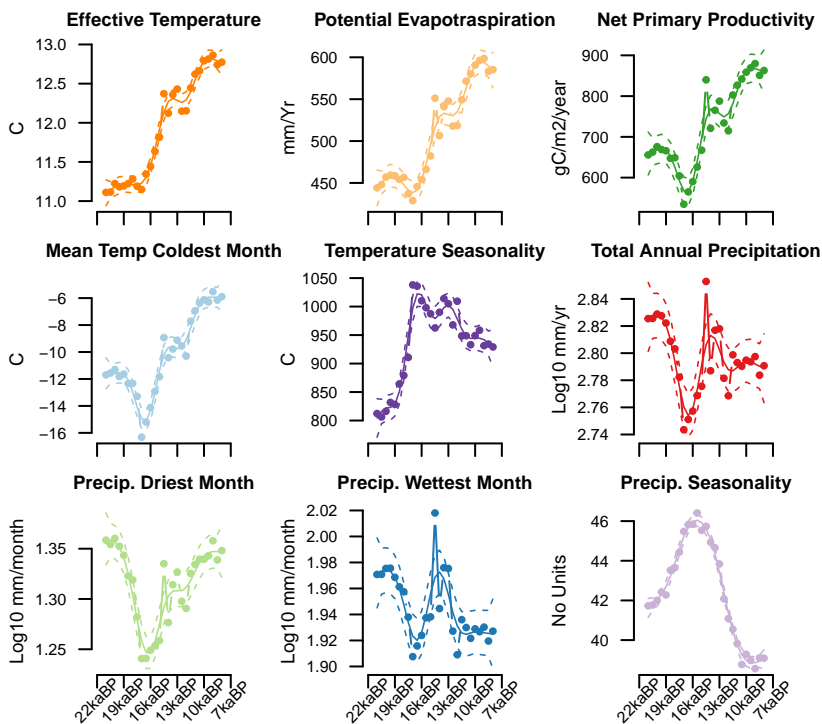 Effective Temperature
Potential Evapotraspiration
Net Primary Productivity
C
13.0
12.5
12.0
11.5
11.0
mm/Yr
600
550
500
450
gC/m2/year
900
800
700
600
Mean Temp Coldest Month
Temperature Seasonality
Total Annual Precipitation
C
−6
−8
−10
−12
−14
−16
C
1050
1000
950
900
850
800
Log10 mm/yr
2.84
2.82
2.80
2.78
2.76
2.74
Precip. Driest Month
Precip. Wettest Month
Precip. Seasonality
Log10 mm/month
1.35
1.30
1.25
Log10 mm/month
2.02
2.00
1.98
1.96
1.94
1.92
1.90
No Units
46
44
42
40
22kaBP
19kaBP
16kaBP
13kaBP
10kaBP
7kaBP
22kaBP
19kaBP
16kaBP
13kaBP
10kaBP
7kaBP
22kaBP
19kaBP
16kaBP
13kaBP
10kaBP
7kaBP